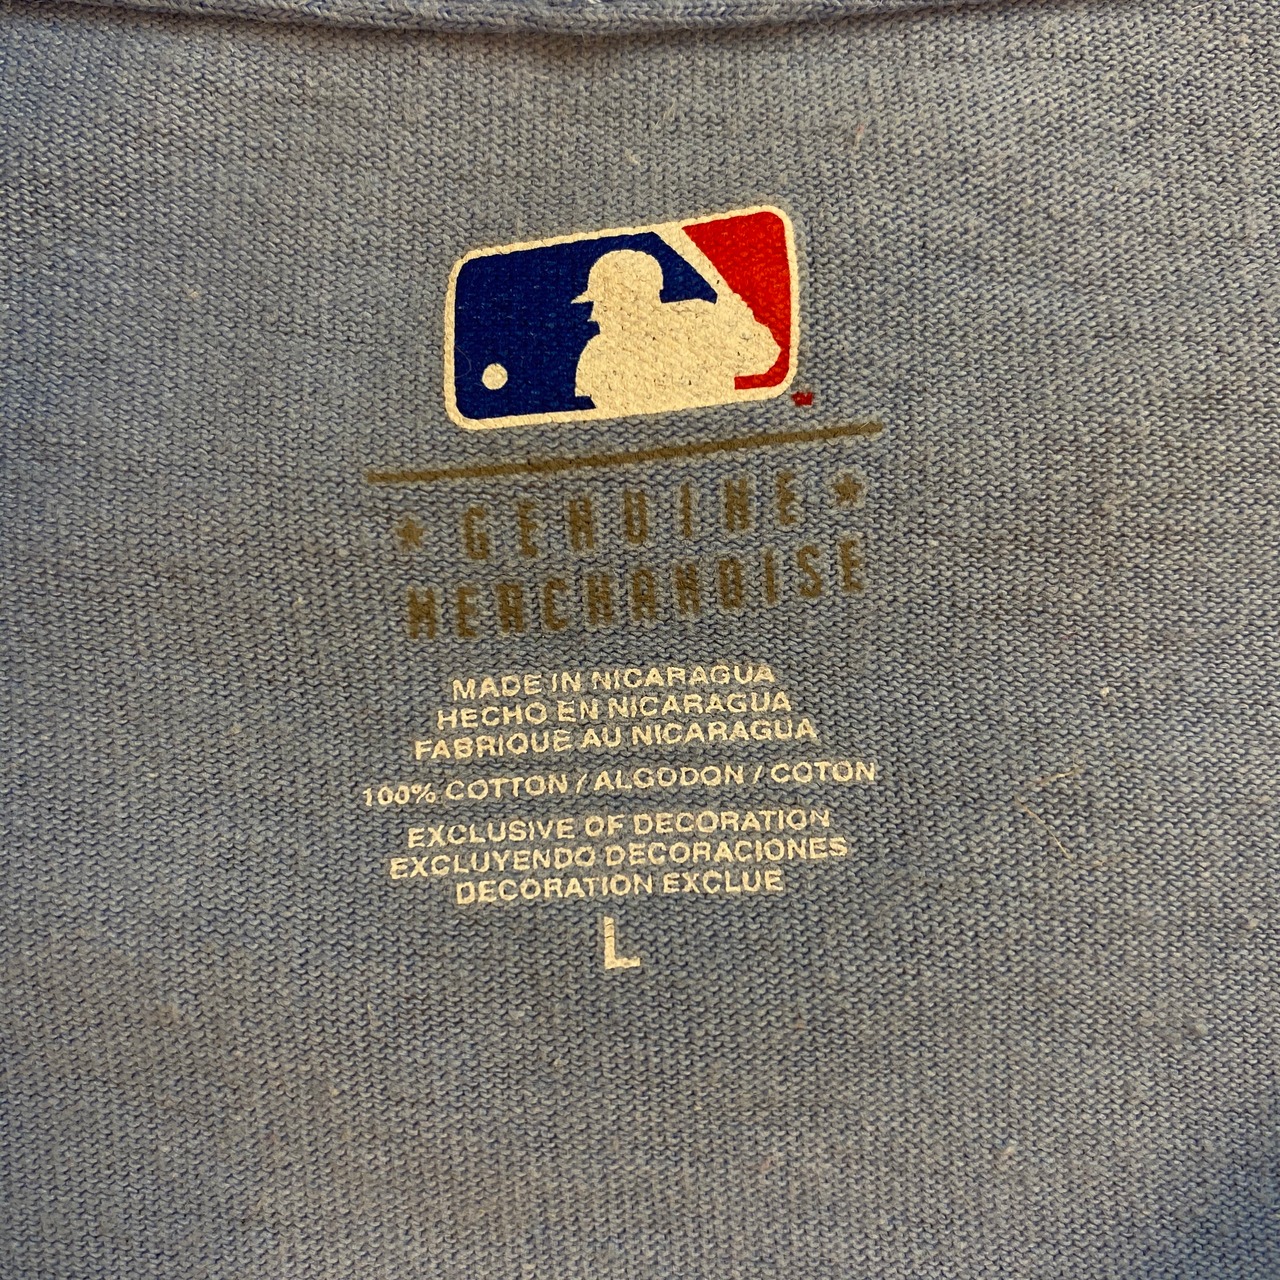 GENUINE
MERCHANDISE
MADE IN NICARAGUA
HECHO EN NICARAGUA
FABRIQUE AU NICARAGUA
100% COTTON / ALGODON / COTON
EXCLUSIVE OF DECORATION
EXCLUYENDO DECORACIONES
DECORATION EXCLUE
L